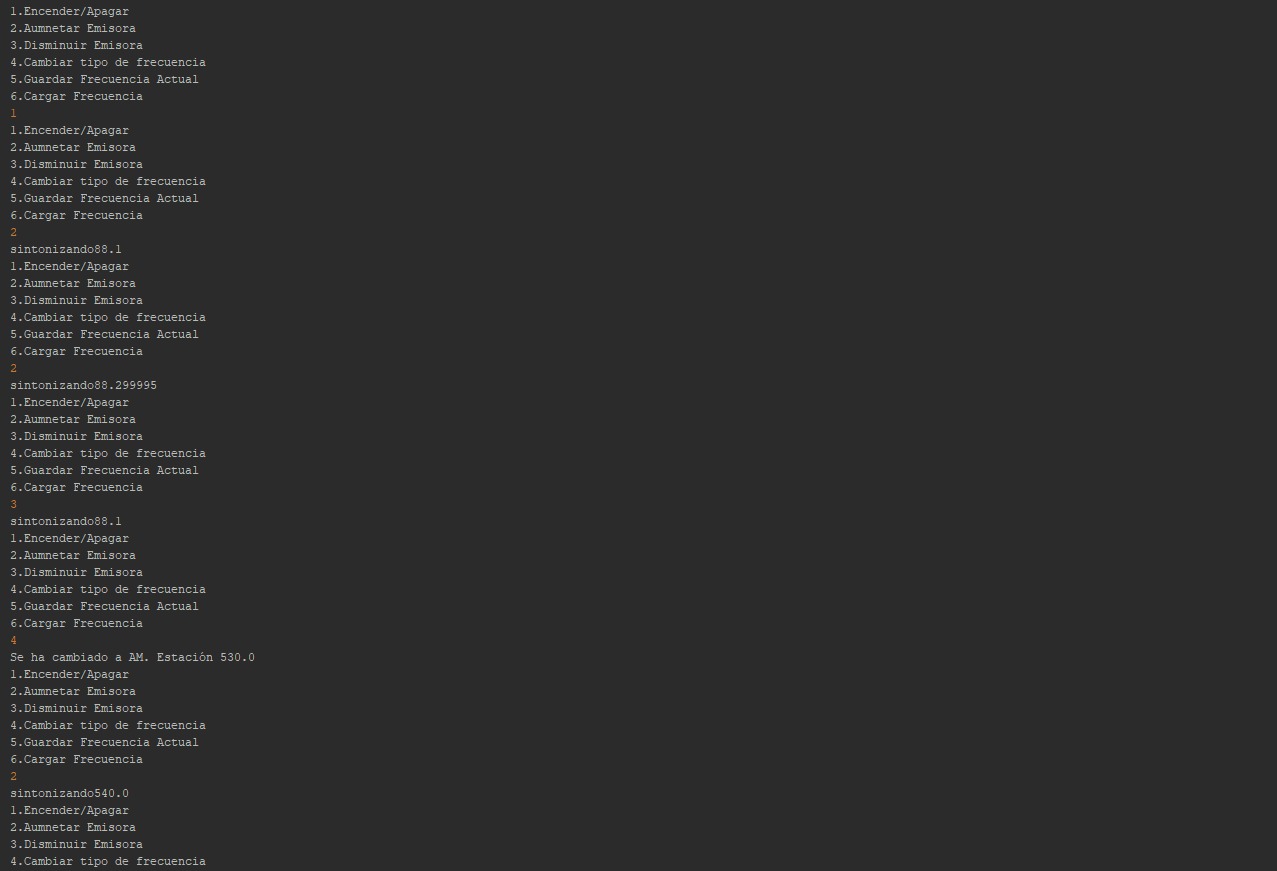 1.Encender/Apagar
2.Aumnetar Emisora
3.Disminuir Emisora
4.Cambiar tipo de frecuencia
5.Guardar Frecuencia Actual
6.Cargar Frecuencia
1
1.Encender/Apagar
2.Aumnetar Emisora
3.Disminuir Emisora
4.Cambiar tipo de frecuencia
5.Guardar Frecuencia Actual
6.Cargar Frecuencia
2
sintonizando88.1
1.Encender/Apagar
2.Aumnetar Emisora
3.Disminuir Emisora
4.Cambiar tipo de frecuencia
5.Guardar Frecuencia Actual
6.Cargar Frecuencia
2
sintonizando88.299995
1.Encender/Apagar
2.Aumnetar Emisora
3.Disminuir Emisora
4.Cambiar tipo de frecuencia
5.Guardar Frecuencia Actual
6.Cargar Frecuencia
3
sintonizando88.1
1.Encender/Apagar
2.Aumnetar Emisora
3.Disminuir Emisora
4.Cambiar tipo de frecuencia
5.Guardar Frecuencia Actual
6.Cargar Frecuencia
4
Se ha cambiado a AM. Estación 530.0
1.Encender/Apagar
2.Aumnetar Emisora
3.Disminuir Emisora
4.Cambiar tipo de frecuencia
5.Guardar Frecuencia Actual
6.Cargar Frecuencia
2
sintonizando540.0
1.Encender/Apagar
2.Aumnetar Emisora
3.Disminuir Emisora
4.Cambiar tipo de frecuencia